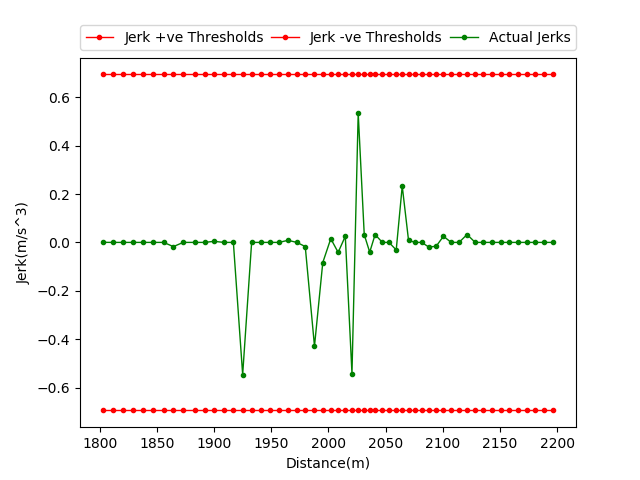 Jerk +ve Thresholds Jerk -ve Thresholds Actual Jerks
0.6
0.4
0.2
0.0
−0.2
−0.4
−0.6
Jerk(m/s^3)
1800 1850 1900 1950 2000 2050 2100 2150 2200
Distance(m)